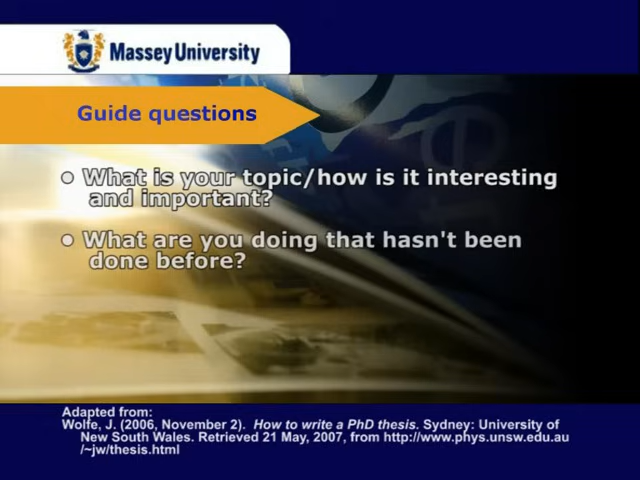 Massey University
Guide questions
• What is your topic/how is it interesting
and important?
• What are you doing that hasn't been
done before?
Adapted from:
Wolfe, J. (2006, November 2). How to write a PhD thesis. Sydney: University of
New South Wales. Retrieved 21 May, 2007, from http://www.phys.unsw.edu.au
/~jw/thesis.html